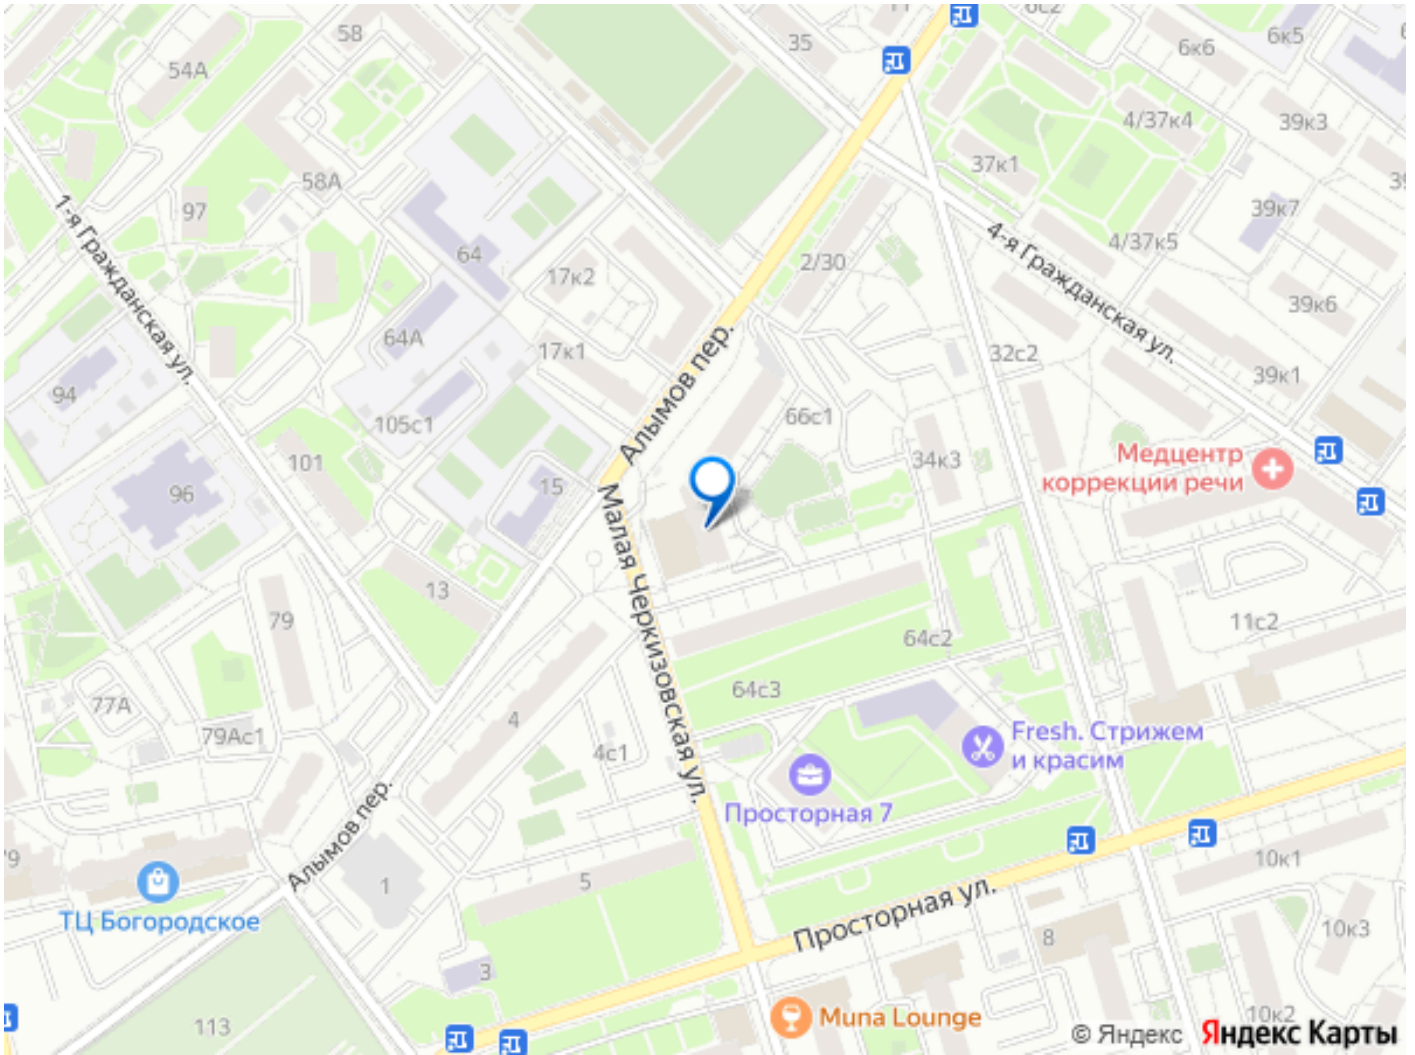 11
6с2
58
35
6к6
6к5
54А
4/37к4
39к3
37к1
58А
97
39к7
1-я Гражданская ул.
64
17к2
2/30
4-я Гражданская ул.
4/37к5
39к6
64А
17к1
Алымов пер.
32с2
39к1
94
105с1
66с1
101
34к3
Медцентр
коррекции речи
96
15
Малая Черкизовская ул.
13
79
64с2
11с2
77А
64с3
79Ас1
4
4с1
Fresh. Стрижем
и красим
Просторная 7
Алымов пер.
79
1
5
10к1
ТЦ Богородское
Просторная ул.
8
10к3
3
113
Muna Lounge
10к2
© Яндекс
Яндекс Карты